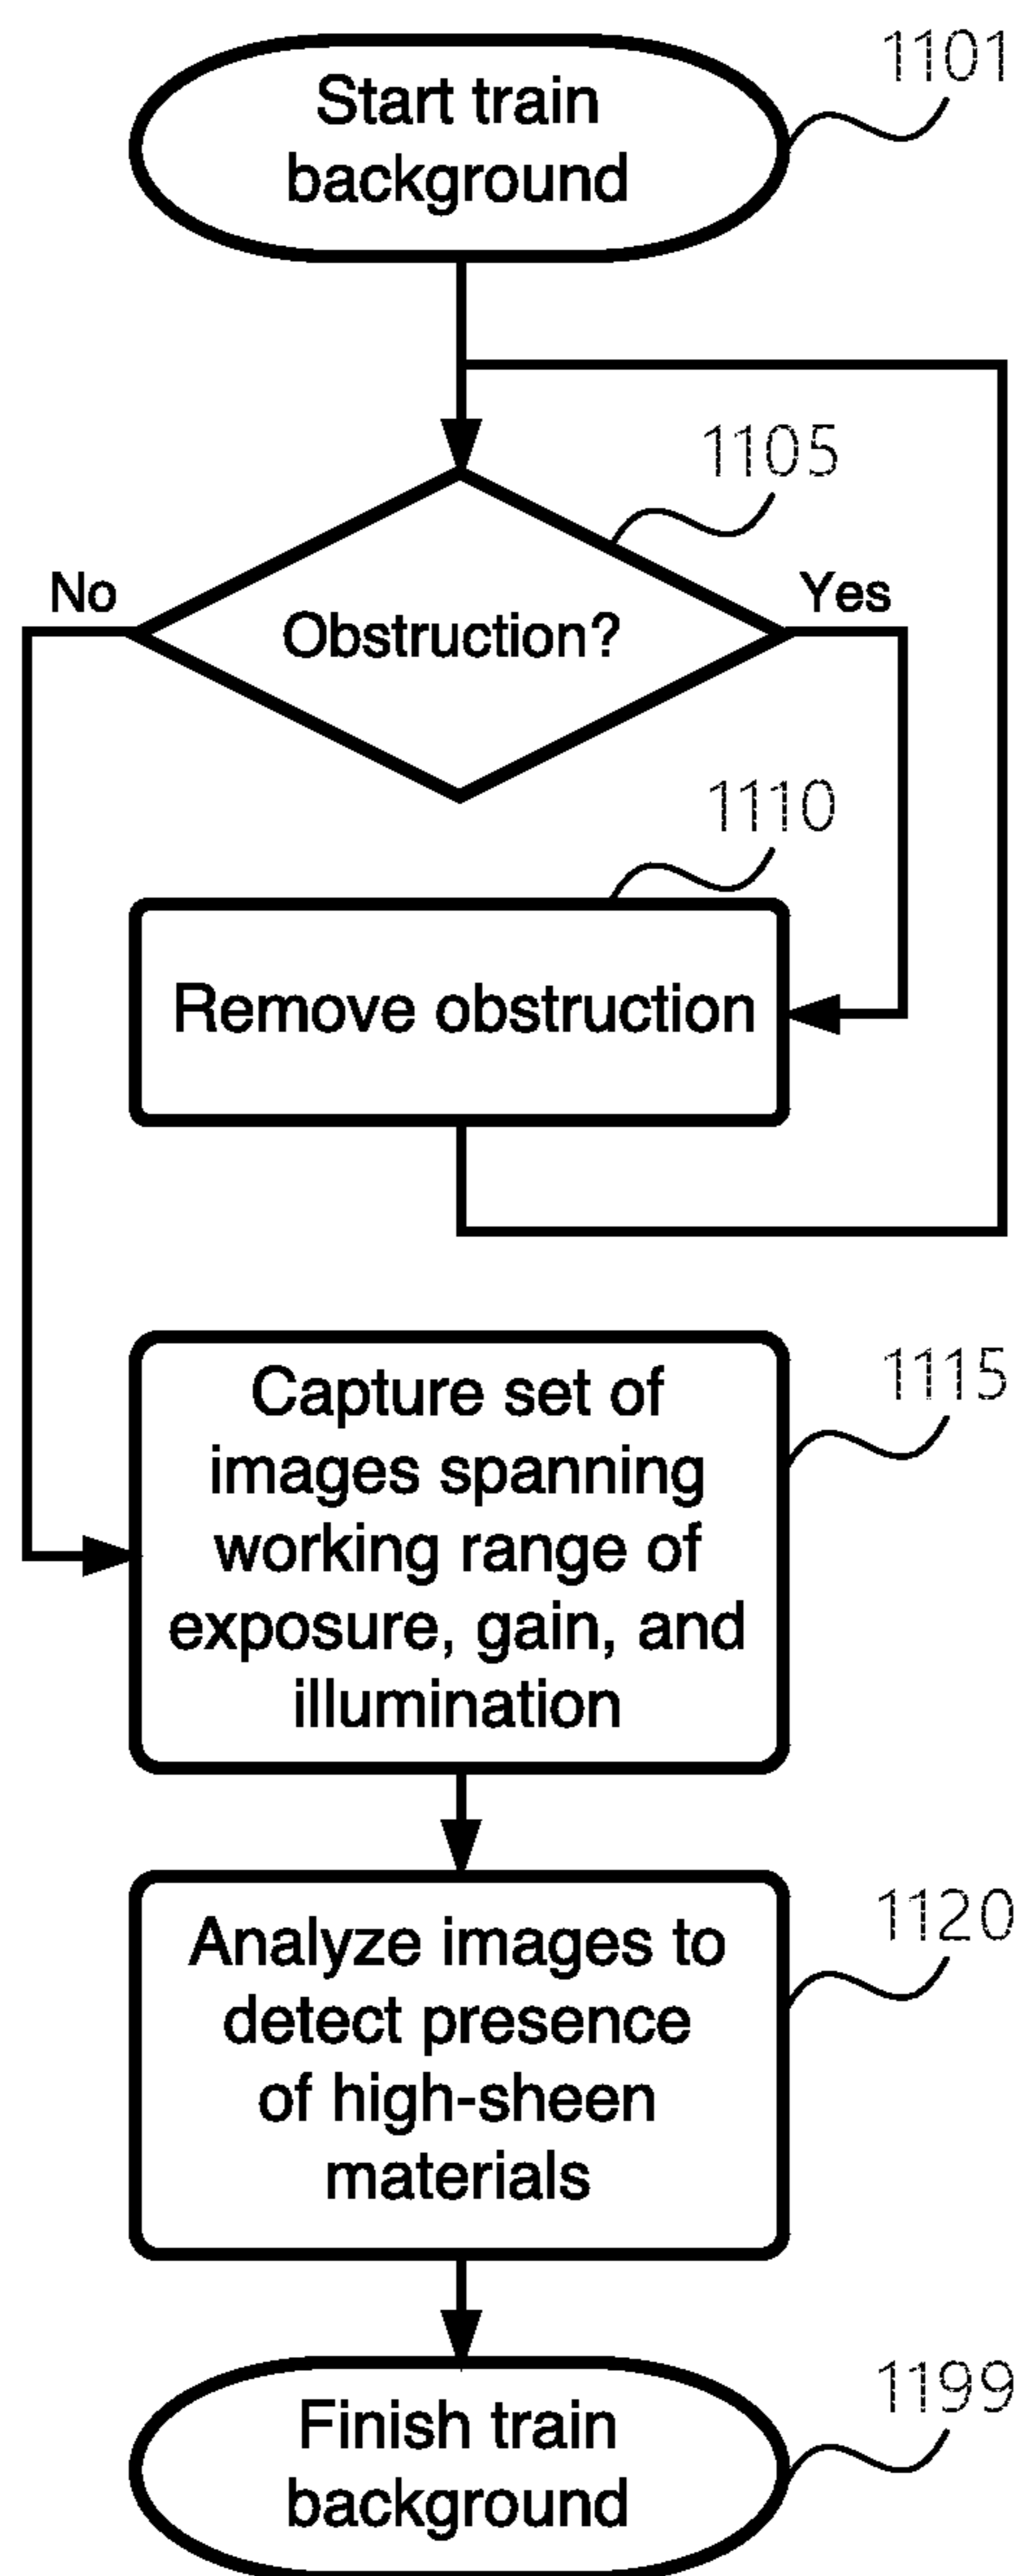 1101
Start train
background
1105
No
Yes
Obstruction?
1110
Remove obstruction
1115
Capture set of
images spanning
working range of
exposure, gain, and
illumination
1120
Analyze images to
detect presence
of high-sheen
materials
1199
Finish train
background